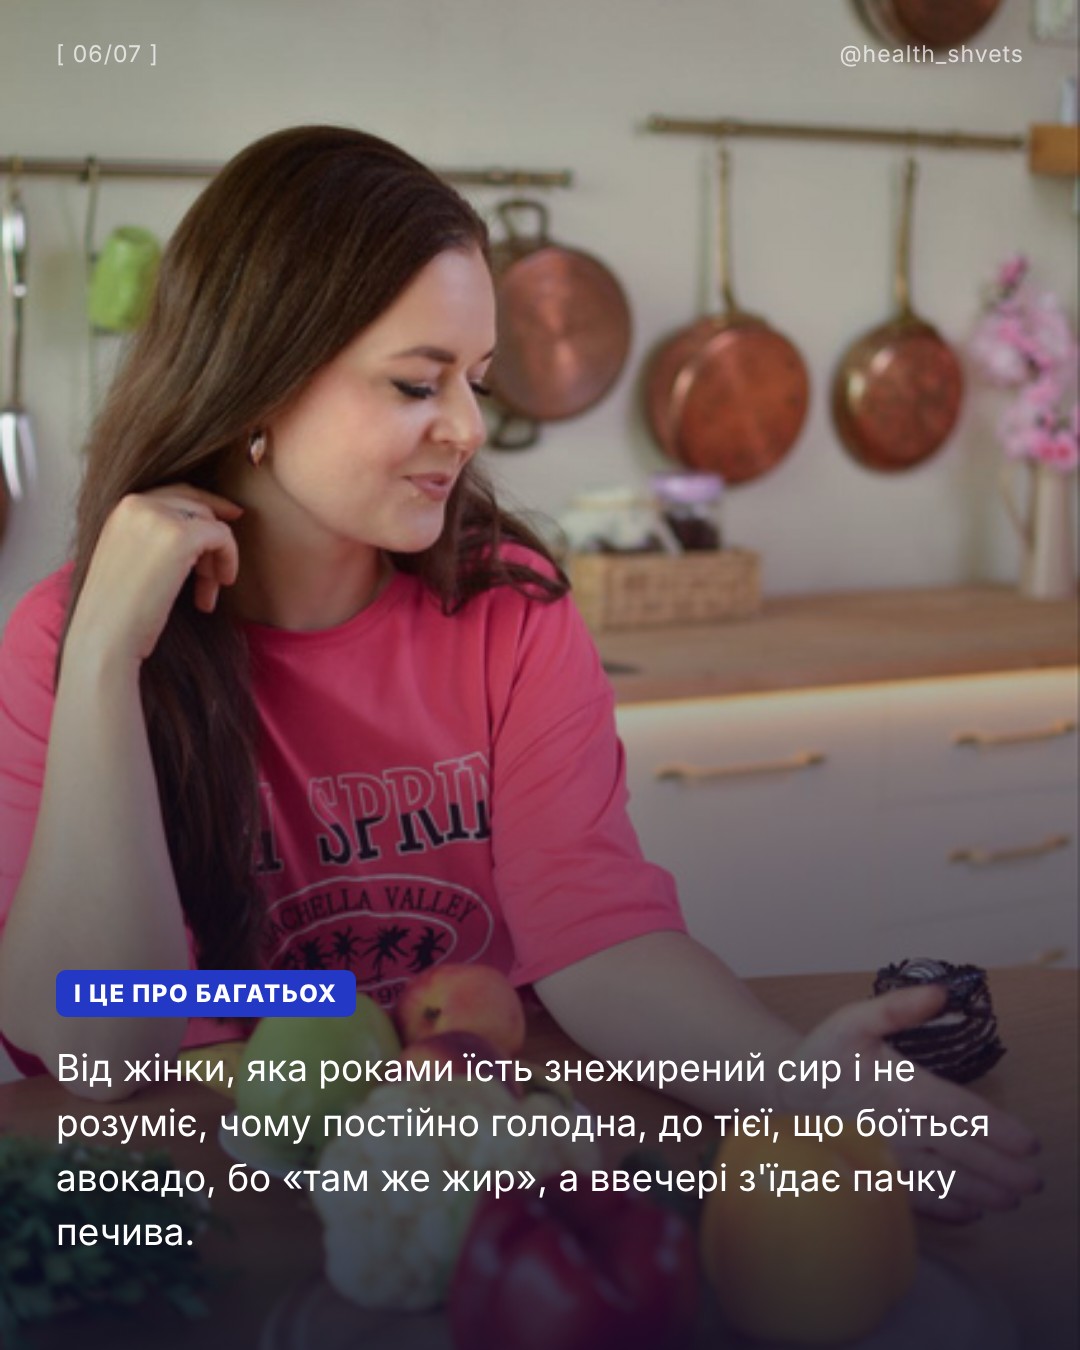 [ 06/07 ]
@health_shvets
SPRIN
CHELLA VALLEY
І ЦЕ ПРО БАГАТЬОХ
Від жінки, яка роками їсть знежирений сир і не
розуміє, чому постійно голодна, до тієї, що боїться
авокадо, бо «там же жир», а ввечері з'їдає пачку
печива.